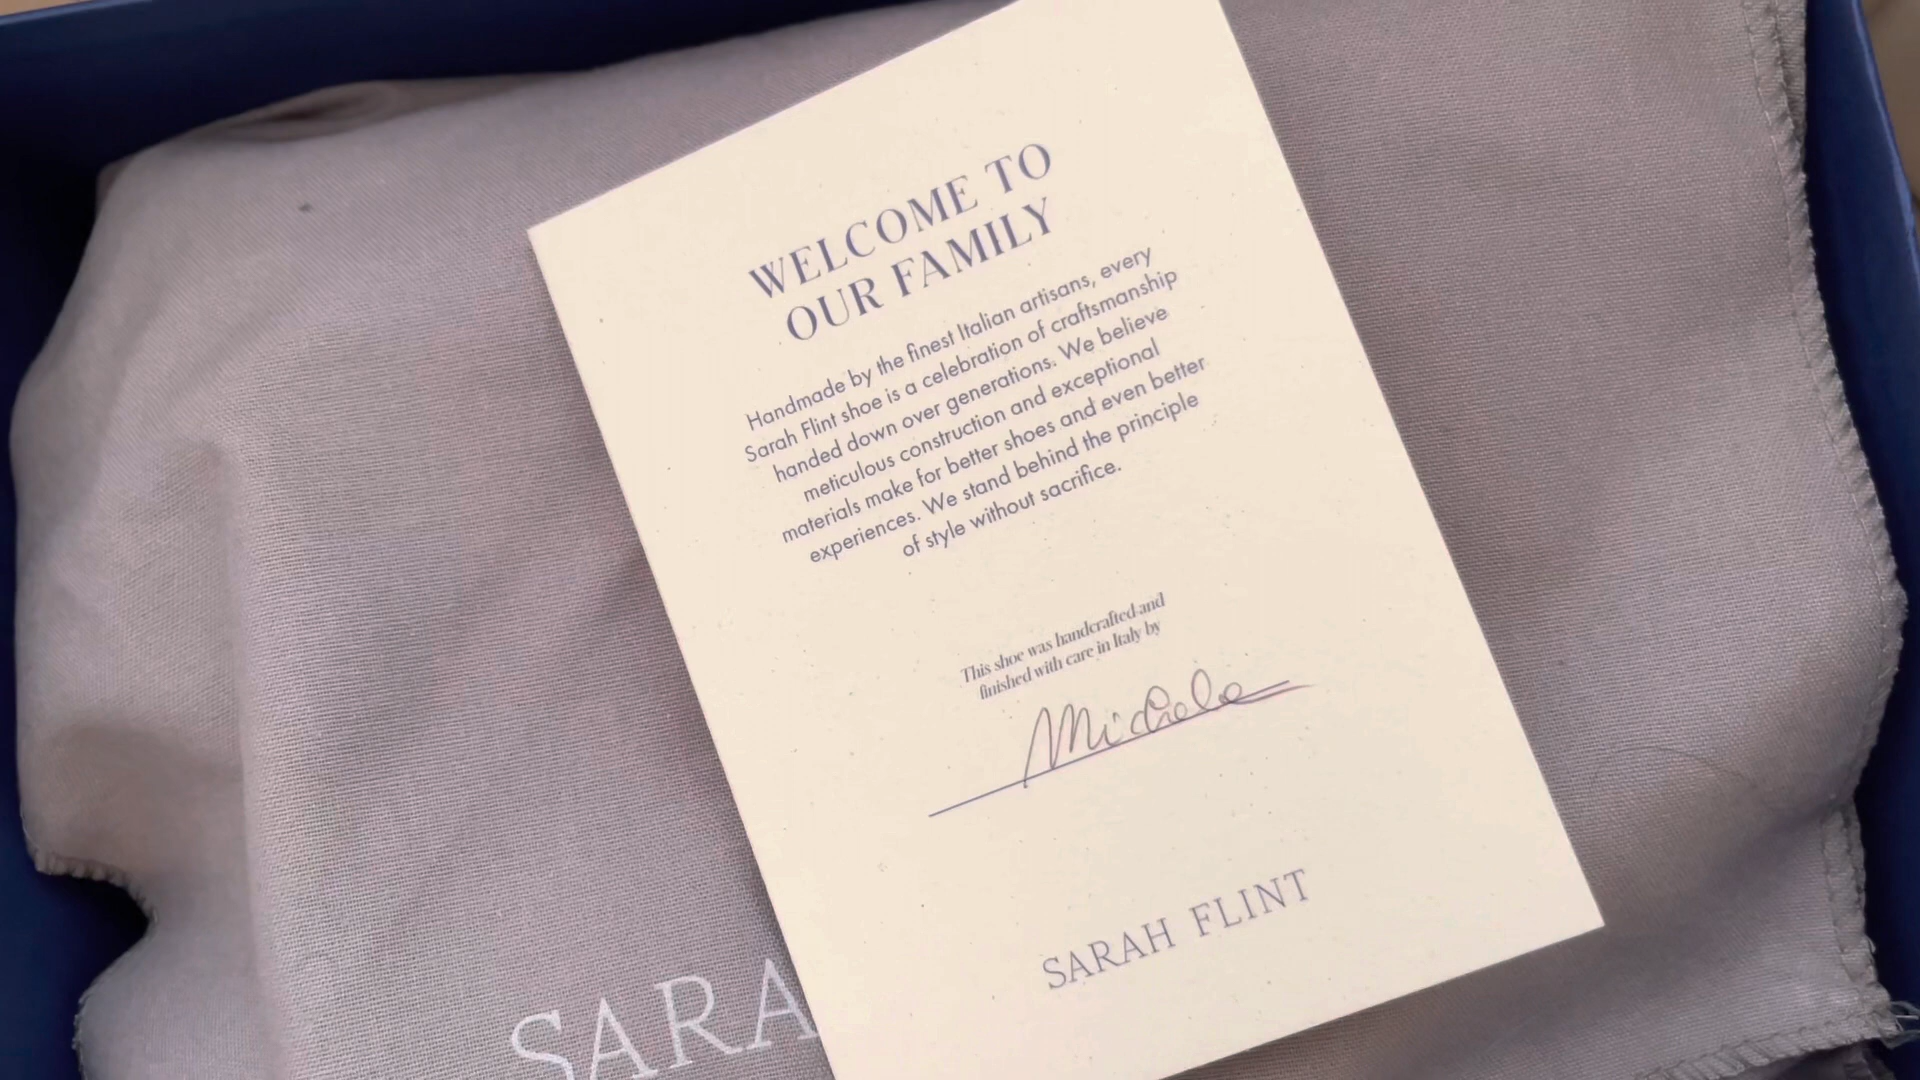 WELCOME TO
OUR FAMILY
Handmade by the finest Italian artisans, every
Sarah Flint shoe is a celebration of craftsmanship
handed down over generations. We believe
meticulous construction and exceptional
materials make for better shoes and even better
experiences. We stand behind the principle
of style without sacrifice.
This shoe was handcrafted and
finished with care in Italy by
Michele
SARAH FLINT
SARA